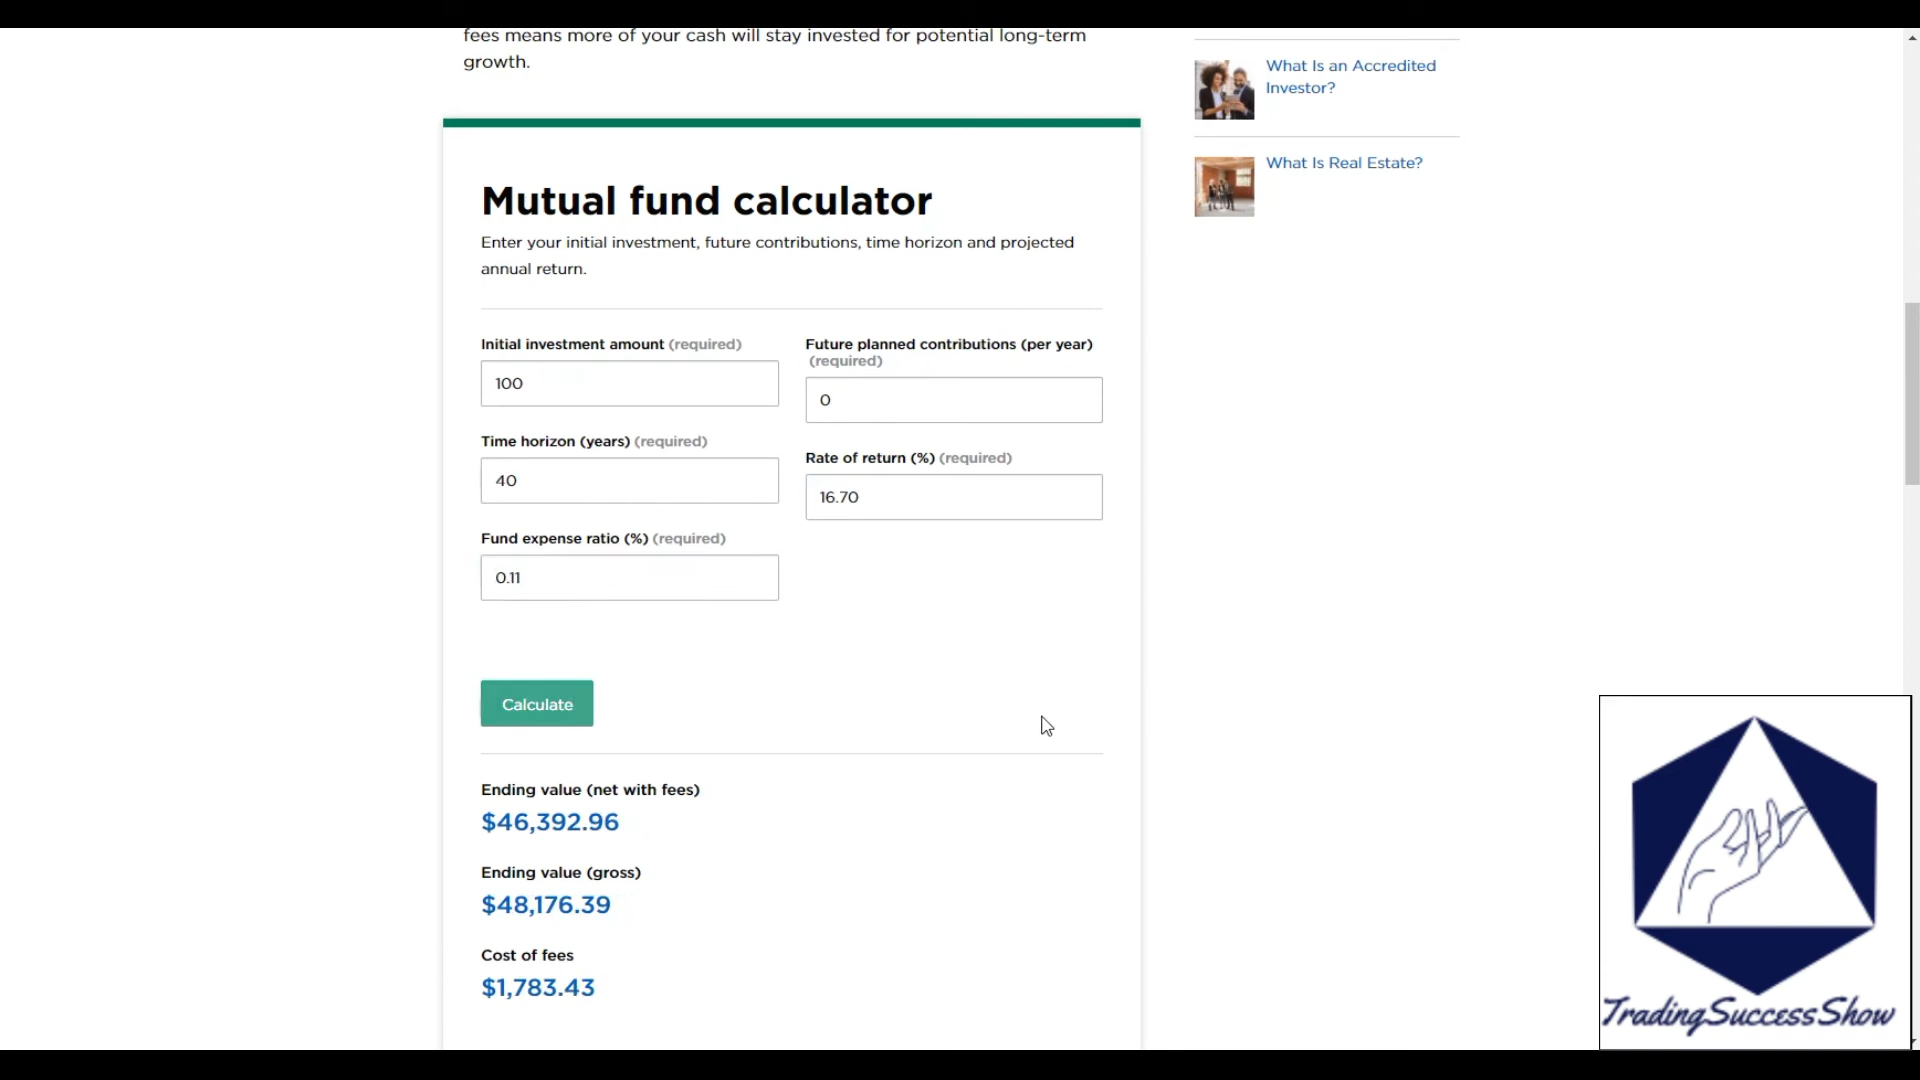 fees means more of your cash will stay invested for potential long-term
growth.
What Is an Accredited
Investor?
What Is Real Estate?
Mutual fund calculator
Enter your initial investment, future contributions, time horizon and projected
annual return.
Initial investment amount (required)
100
Future planned contributions (per year)
(required)
0
Time horizon (years) (required)
40
Rate of return (%) (required)
16.70
Fund expense ratio (%) (required)
0.11
Calculate
Ending value (net with fees)
$46,392.96
Ending value (gross)
$48,176.39
Cost of fees
$1,783.43
TradingSuccessShow